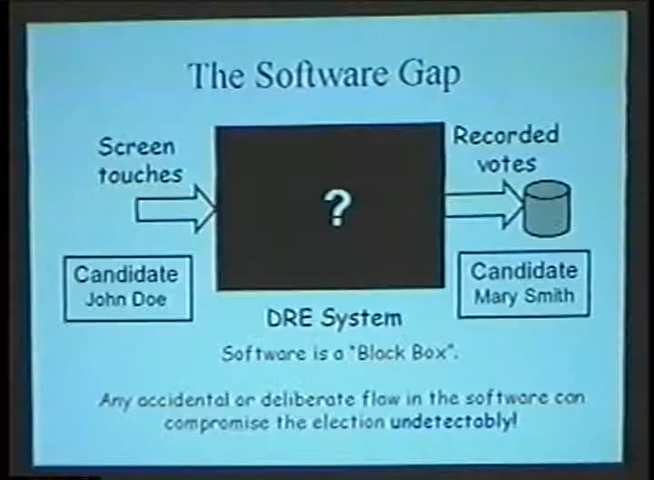 The Software Gap
Screen
touches
Recorded
votes
?
Candidate
John Doe
Candidate
Mary Smith
DRE System
Software is a "Black Box".
Any accidental or deliberate flaw in the software can
compromise the election undetectably!